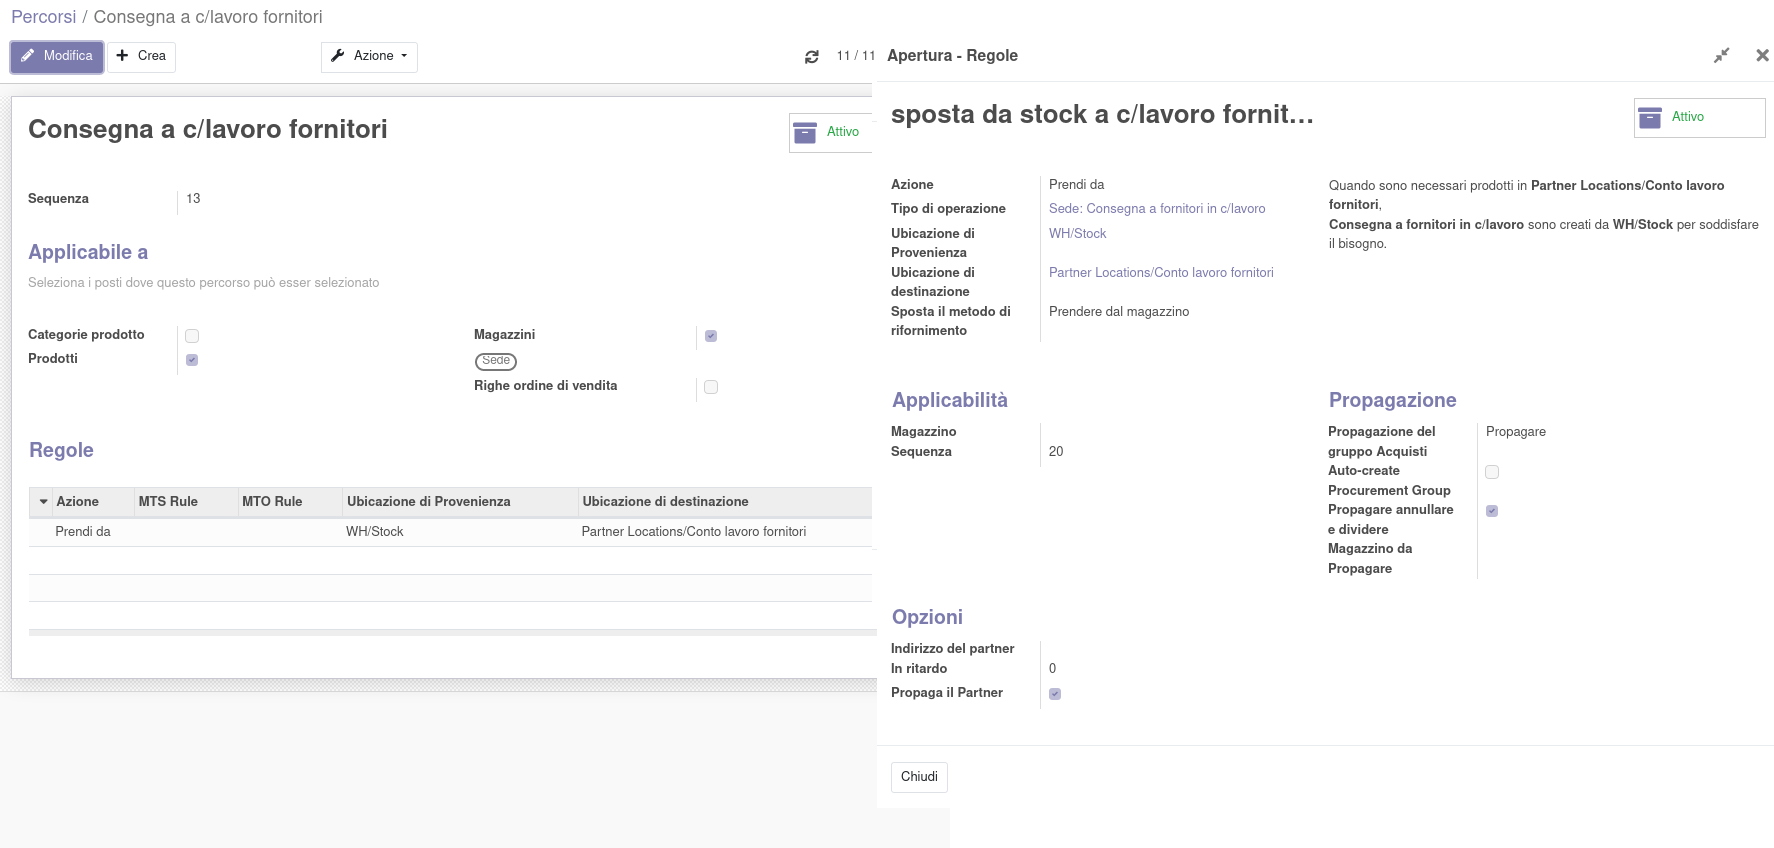 Percorsi / Consegna a c/lavoro fornitori
Modifica
Crea
Azione
11 / 11
Consegna a c/lavoro fornitori
Attivo
Sequenza 13
Applicabile a
Seleziona i posti dove questo percorso può esser selezionato
Categorie prodotto
Prodotti
Magazzini
Sede
Righe ordine di vendita
Regole
Azione MTS Rule MTO Rule Ubicazione di Provenienza Ubicazione di destinazione
Prendi da WH/Stock Partner Locations/Conto lavoro fornitori
Apertura - Regole
sposta da stock a c/lavoro fornit...
Attivo
Azione Prendi da
Tipo di operazione Sede: Consegna a fornitori in c/lavoro
Ubicazione di WH/Stock
Provenienza
Ubicazione di Partner Locations/Conto lavoro fornitori
destinazione
Sposta il metodo di Prendere dal magazzino
rifornimento
Quando sono necessari prodotti in Partner Locations/Conto lavoro
fornitori,
Consegna a fornitori in c/lavoro sono creati da WH/Stock per soddisfare
il bisogno.
Applicabilità
Magazzino
Sequenza 20
Propagazione
Propagazione del Propagare
gruppo Acquisti
Auto-create
Procurement Group
Propagare annullare
e dividere
Magazzino da
Propagare
Opzioni
Indirizzo del partner
In ritardo 0
Propaga il Partner
Chiudi